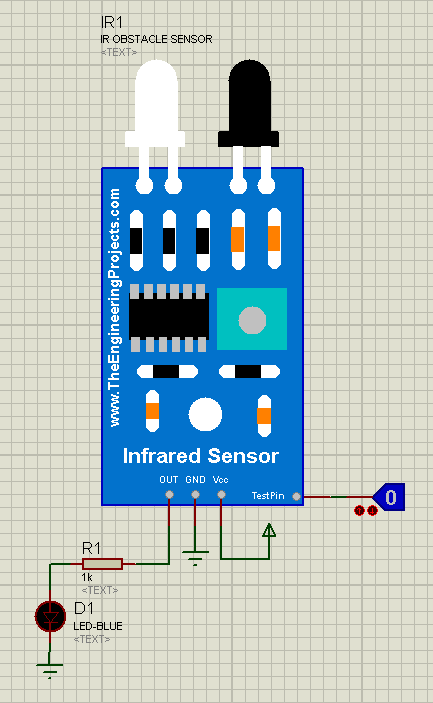 IR1
IR OBSTACLE SENSOR
<TEXT>
www.TheEngineeringProjects.com
Infrared Sensor
OUT GND Vcc
TestPin
0
R1
1k
<TEXT>
D1
LED-BLUE
<TEXT>